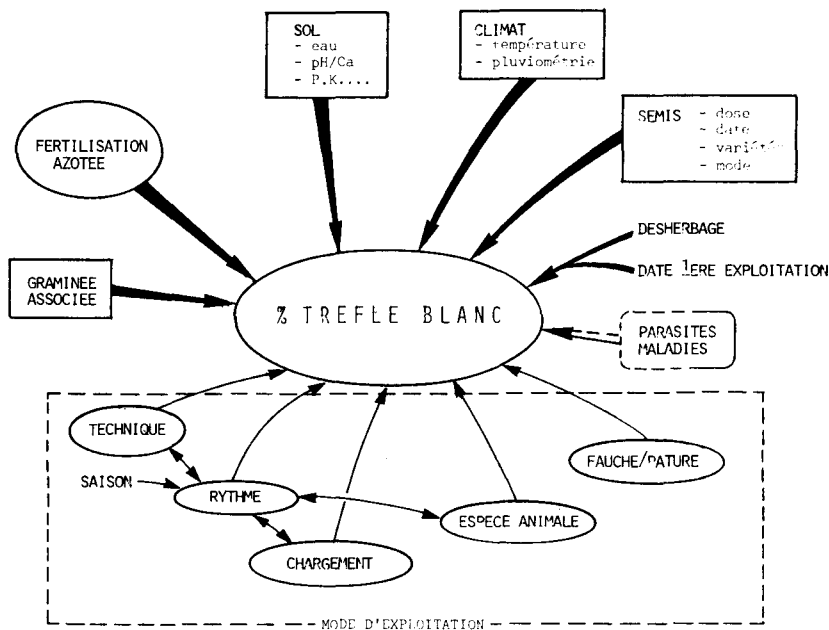 SOL
- eau
- pH/Ca
- P.K....
CLIMAT
- température
- pluviométrie
SEMIS - dose
- date
- variétés
- mode
FERTILISATION
AZOTEE
DESHERBAGE
DATE 1ERE EXPLOITATION
GRAMINEE
ASSOCIEE
% TREFLE BLANC
PARASITES
MALADIES
TECHNIQUE
FAUCHE/PATURE
SAISON
RYTHME
ESPECE ANIMALE
CHARGEMENT
MODE D'EXPLOITATION